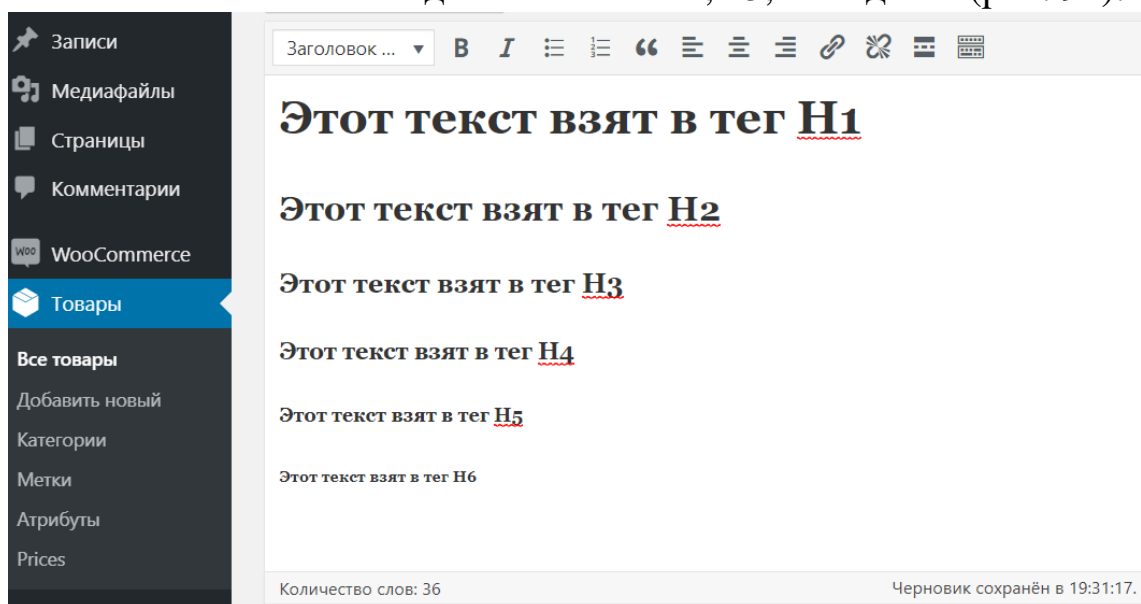 Записи
Медиафайлы
Страницы
Комментарии
WooCommerce
Товары
Все товары
Добавить новый
Категории
Метки
Атрибуты
Prices
Заголовок ...
Этот текст взят в тег H1
Этот текст взят в тег H2
Этот текст взят в тег H3
Этот текст взят в тег H4
Этот текст взят в тег H5
Этот текст взят в тег H6
Количество слов: 36
Черновик сохранён в 19:31:17.